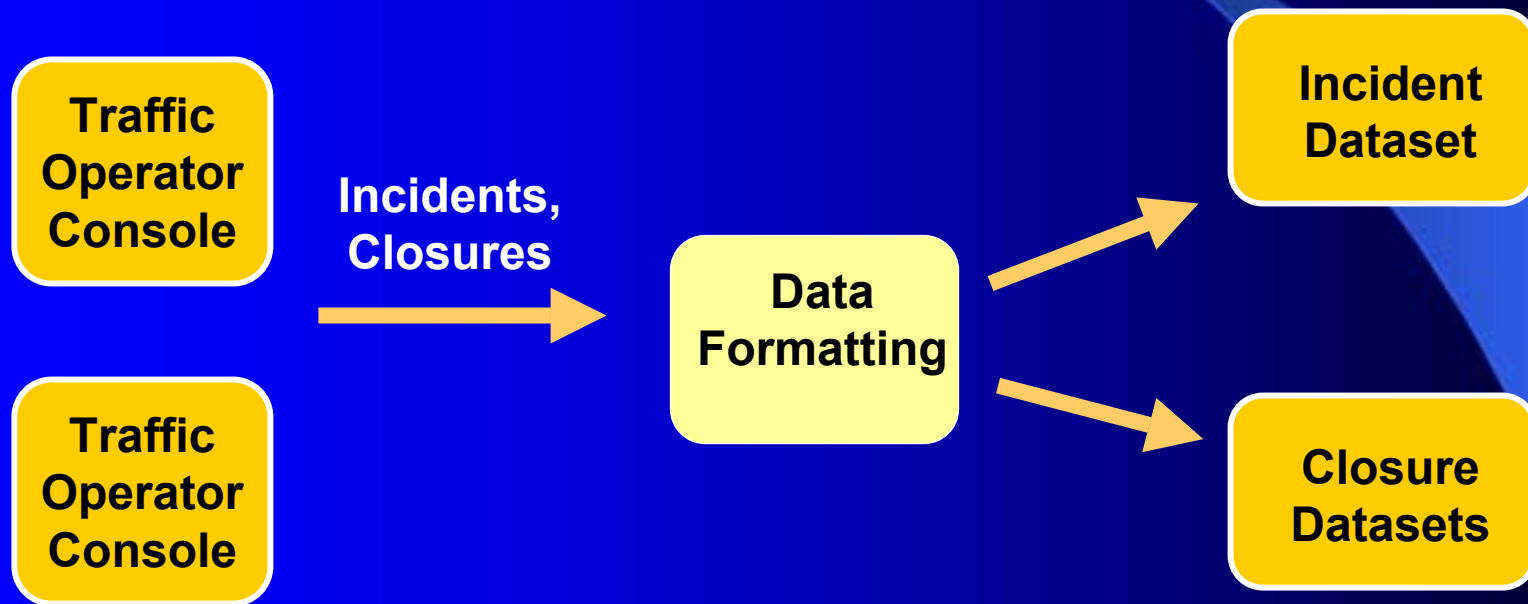 Traffic
Operator
Console
Incidents,
Closures
Traffic
Operator
Console
Data
Formatting
Incident
Dataset
Closure
Datasets